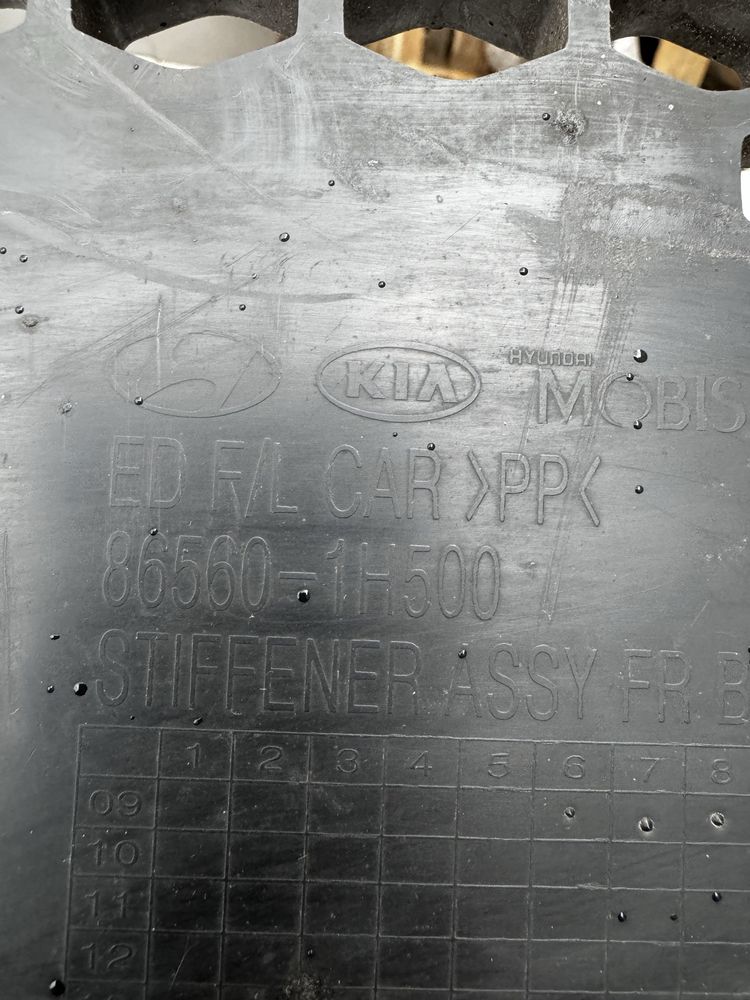 KIA HYUNDAI
MOBIS
ED F/L CAR >PP<
86560-1H500
STIFFENER ASSY FR B
1 2 3 4 5 6 7 8
09
10
11
12